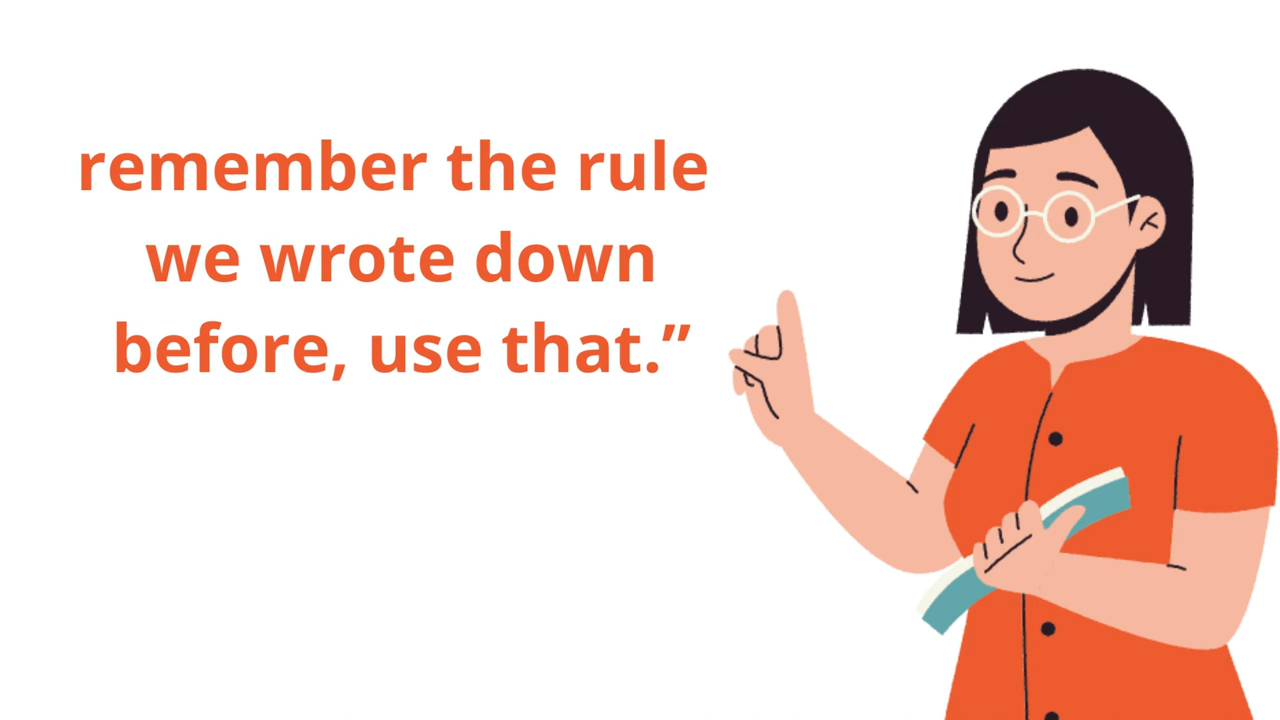 remember the rule
we wrote down
before, use that.”